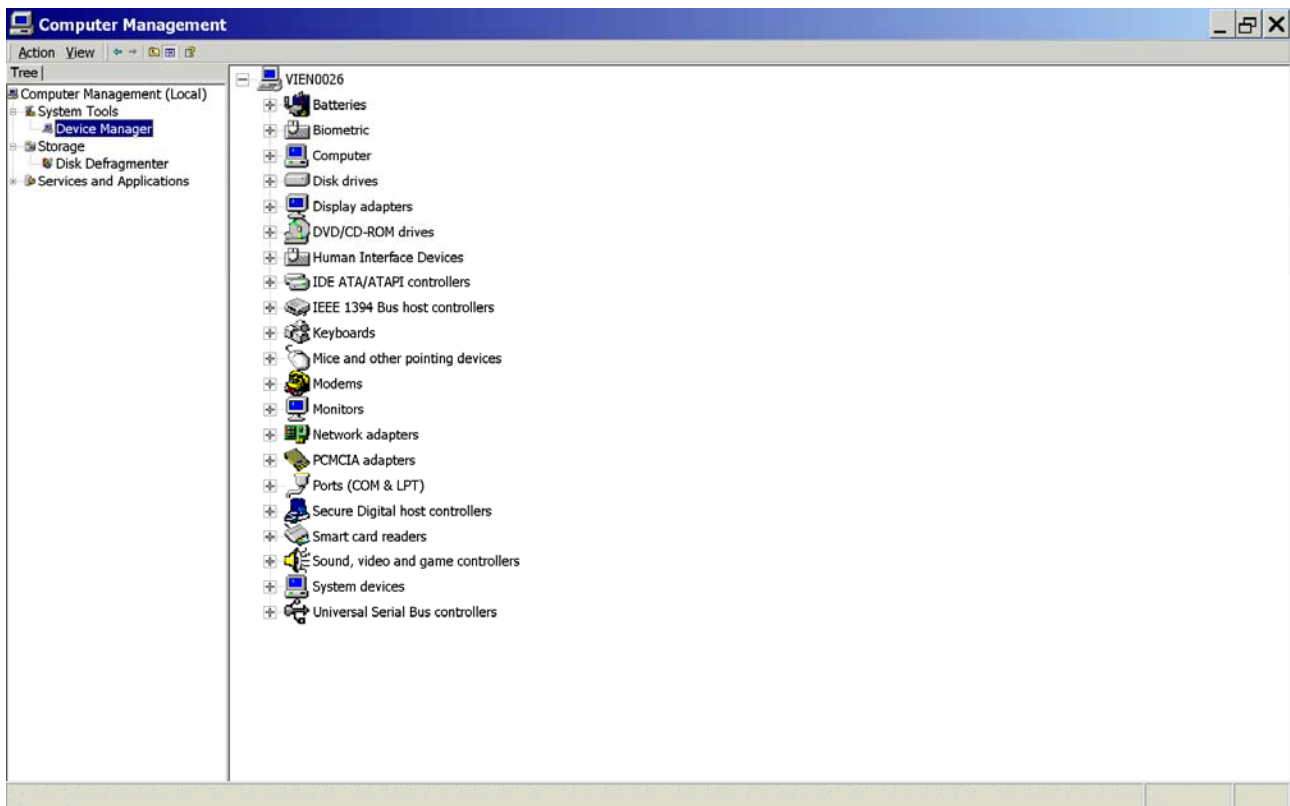 Computer Management
Action View
Tree
Computer Management (Local)
System Tools
Device Manager
Storage
Disk Defragmenter
Services and Applications
VIEN0026
Batteries
Biometric
Computer
Disk drives
Display adapters
DVD/CD-ROM drives
Human Interface Devices
IDE ATA/ATAPI controllers
IEEE 1394 Bus host controllers
Keyboards
Mice and other pointing devices
Modems
Monitors
Network adapters
PCMCIA adapters
Ports (COM & LPT)
Secure Digital host controllers
Smart card readers
Sound, video and game controllers
System devices
Universal Serial Bus controllers